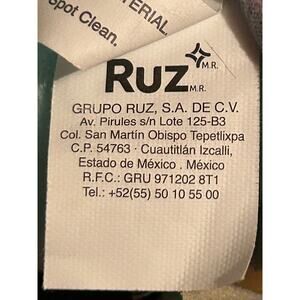 TERIAL.
Spot Clean.
Ruz M.R.
M.R.
GRUPO RUZ, S.A. DE C.V.
Av. Pirules s/n Lote 125-B3
Col. San Martín Obispo Tepetlixpa
C.P. 54763 · Cuautitlán Izcalli,
Estado de México . México
R.F.C.: GRU 971202 8T1
Tel.: +52(55) 50 10 55 00